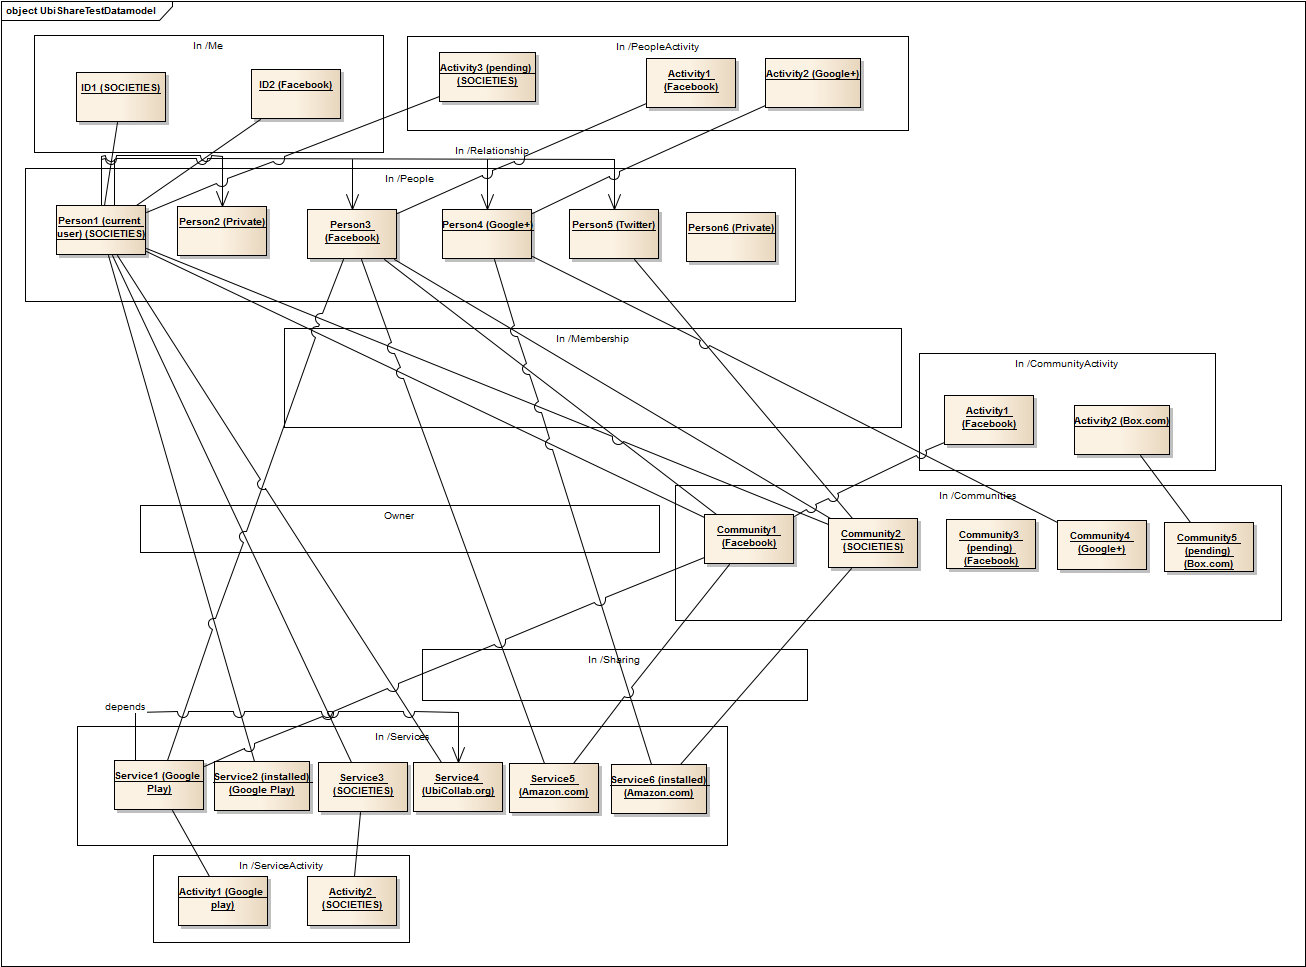 object UbiShareTestDatamodel
In /Me
In /PeopleActivity
ID1 (SOCIETIES)
ID2 (Facebook)
Activity3 (pending)
(SOCIETIES)
Activity1
(Facebook)
Activity2 (Google+)
In /Relationship
In /People
Person1 (current
user) (SOCIETIES)
Person2 (Private)
Person3
(Facebook)
Person4 (Google+)
Person5 (Twitter)
Person6 (Private)
In /Membership
In /CommunityActivity
Activity1
(Facebook)
Activity2 (Box.com)
In /Communities
Owner
Community1
(Facebook)
Community2
(SOCIETIES)
Community3
(pending)
(Facebook)
Community4
(Google+)
Community5
(pending)
(Box.com)
In /Sharing
depends
In /Services
Service1 (Google
Play)
Service2 (installed)
(Google Play)
Service3
(SOCIETIES)
Service4
(UbiCollab.org)
Service5
(Amazon.com)
Service6 (installed)
(Amazon.com)
In /ServiceActivity
Activity1 (Google
play)
Activity2
(SOCIETIES)